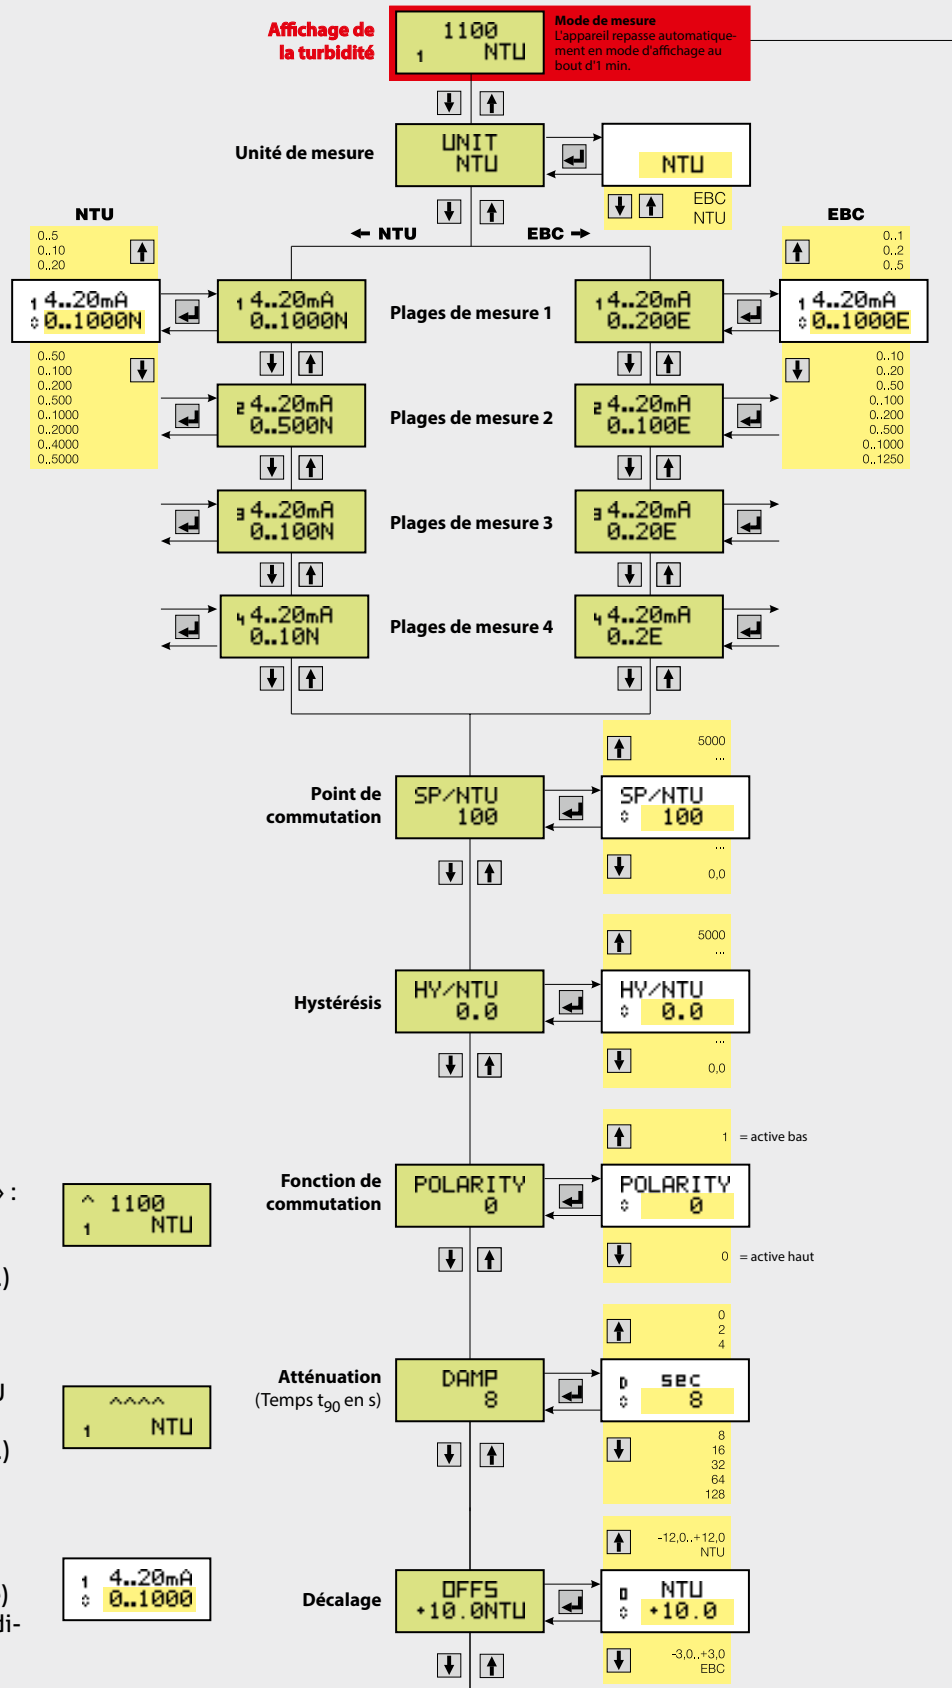 Affichage de
la turbidité
1100
1 NTU
Mode de mesure
L'appareil repasse automatique-
ment en mode d'affichage au
bout d'1 min.
Unité de mesure
UNIT
NTU
NTU
EBC
NTU
NTU
← NTU
EBC →
EBC
0..5
0..10
0..20
0..1
0..2
0..5
1 4..20mA
0..1000N
1 4..20mA
0..1000N
Plages de mesure 1
1 4..20mA
0..200E
1 4..20mA
0..1000E
0..50
0..100
0..200
0..500
0..1000
0..2000
0..4000
0..5000
2 4..20mA
0..500N
Plages de mesure 2
2 4..20mA
0..100E
0..10
0..20
0..50
0..100
0..200
0..500
0..1000
0..1250
3 4..20mA
0..100N
Plages de mesure 3
3 4..20mA
0..20E
4 4..20mA
0..10N
Plages de mesure 4
4 4..20mA
0..2E
Point de
commutation
SP/NTU
100
5000
...
SP/NTU
100
...
0,0
Hystérésis
HY/NTU
0.0
5000
...
HY/NTU
0.0
...
0,0
» :
^ 1100
1 NTU
.)
Fonction de
commutation
POLARITY
0
1 = active bas
POLARITY
0
0 = active haut
U
^^^^
1 NTU
.)
Atténuation
(Temps t90 en s)
DAMP
8
0
2
4
D sec
8
8
16
32
64
128
1 4..20mA
0..1000
)
di-
Décalage
OFFS
+10.0NTU
-12,0..+12,0
NTU
O NTU
+10.0
-3,0..+3,0
EBC